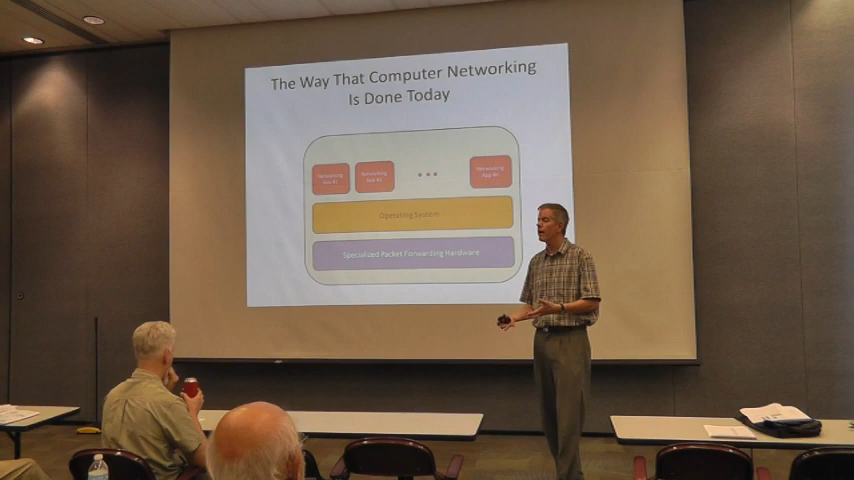 The Way That Computer Networking
Is Done Today
Networking
App #1
Networking
App #2
• • •
Networking
App #n
Operating System
Specialized Packet Forwarding Hardware